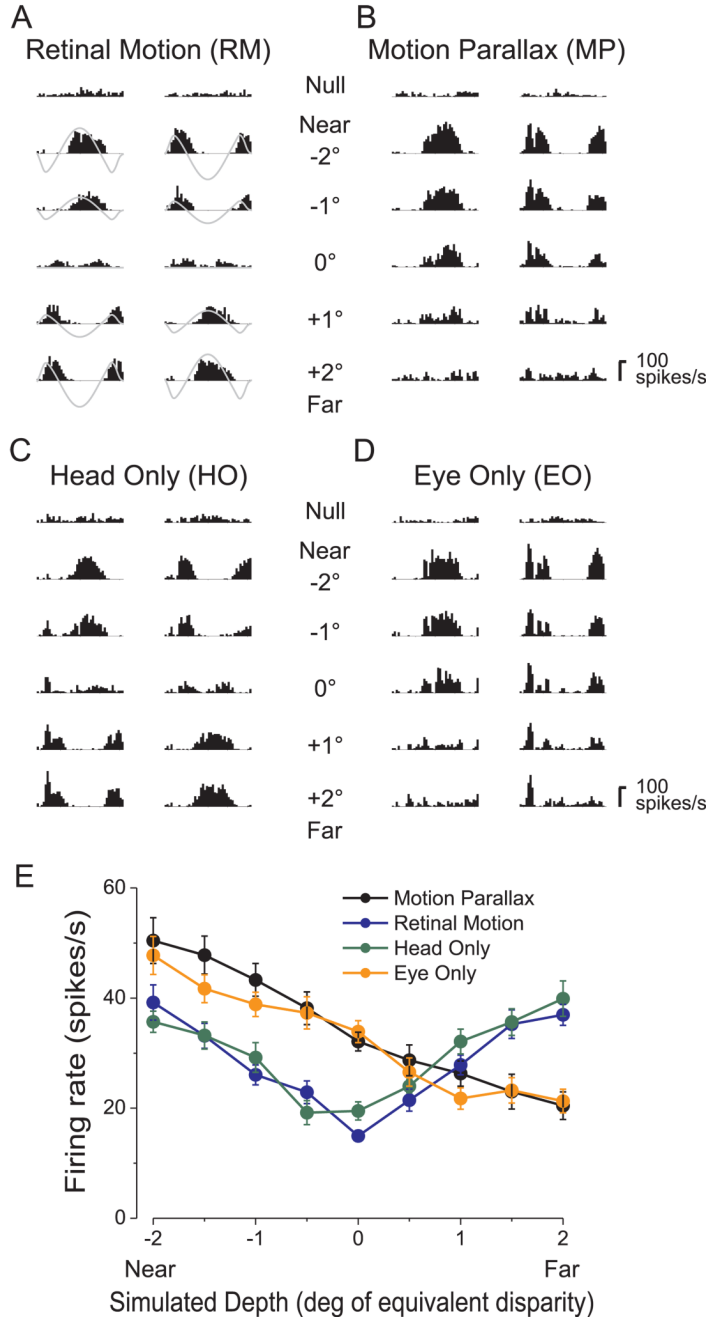 A
Retinal Motion (RM)
B
Motion Parallax (MP)
Null
Near
-2°
-1°
0°
+1°
+2°
Far
100
spikes/s
C
Head Only (HO)
D
Eye Only (EO)
Null
Near
-2°
-1°
0°
+1°
+2°
Far
100
spikes/s
E
Motion Parallax
Retinal Motion
Head Only
Eye Only
Firing rate (spikes/s)
60
40
20
0
-2 -1 0 1 2
Near Far
Simulated Depth (deg of equivalent disparity)